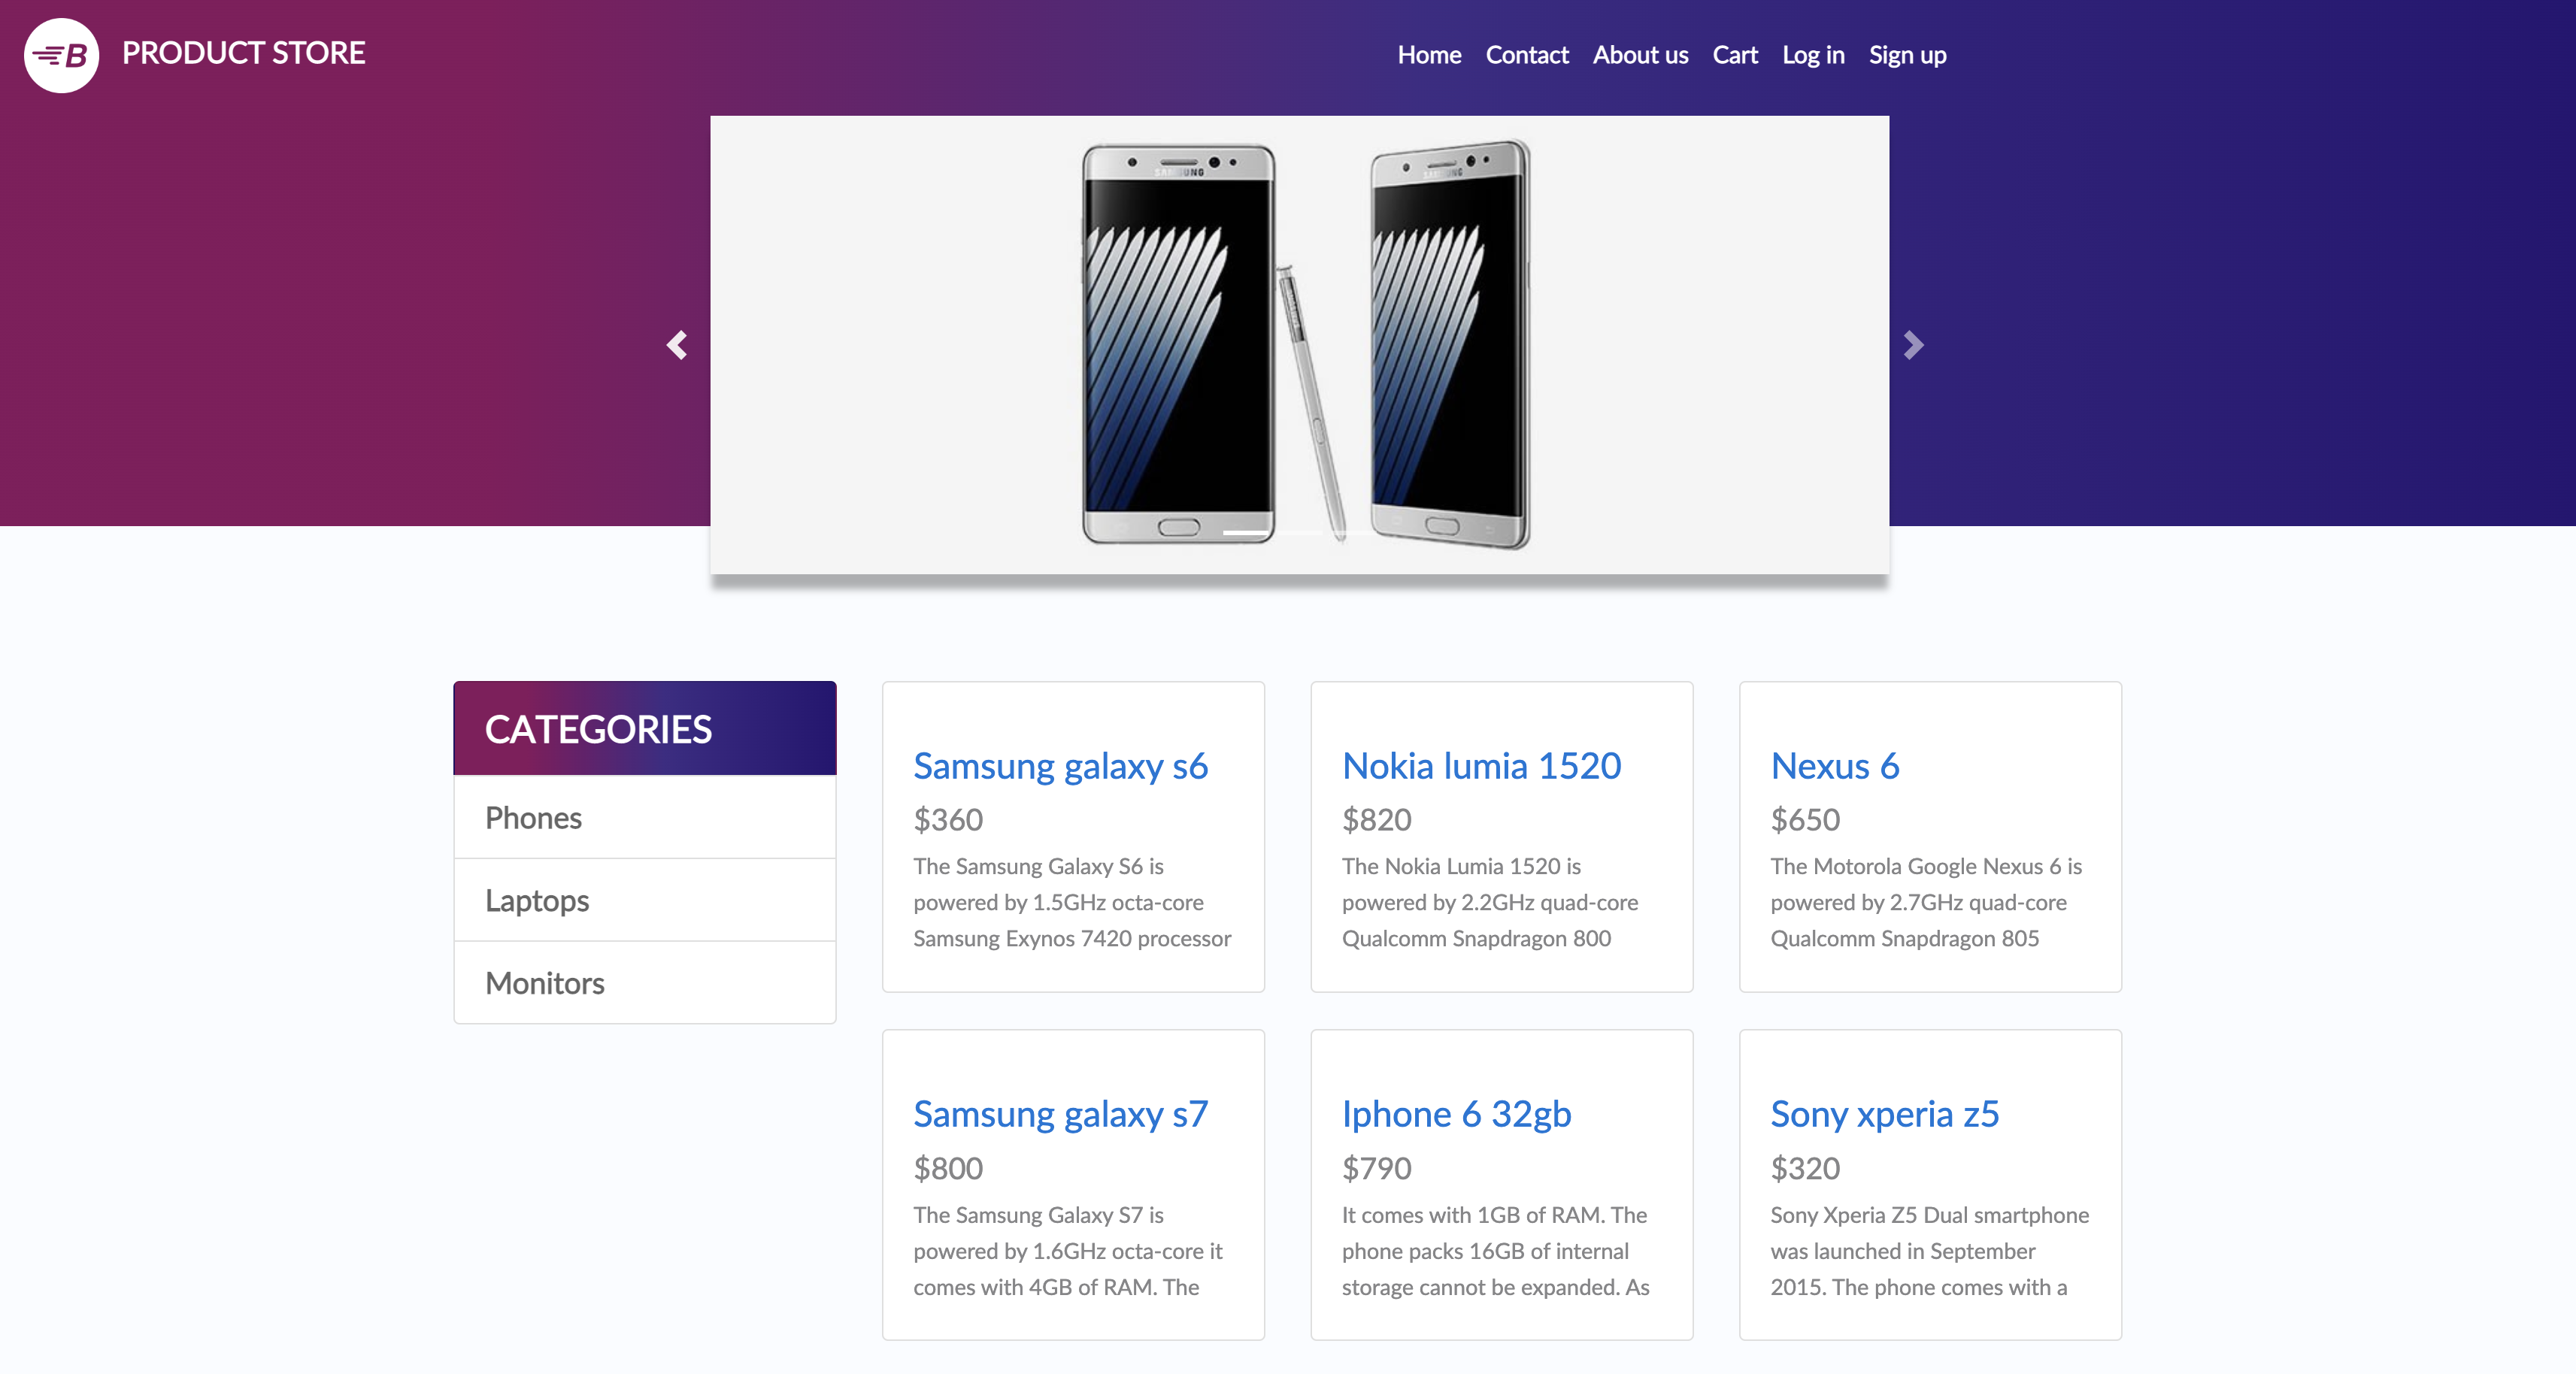 B PRODUCT STORE
Home Contact About us Cart Log in Sign up
SAMSUNG
SAMSUNG
CATEGORIES
Phones
Laptops
Monitors
Samsung galaxy s6
$360
The Samsung Galaxy S6 is
powered by 1.5GHz octa-core
Samsung Exynos 7420 processor
Nokia lumia 1520
$820
The Nokia Lumia 1520 is
powered by 2.2GHz quad-core
Qualcomm Snapdragon 800
Nexus 6
$650
The Motorola Google Nexus 6 is
powered by 2.7GHz quad-core
Qualcomm Snapdragon 805
Samsung galaxy s7
$800
The Samsung Galaxy S7 is
powered by 1.6GHz octa-core it
comes with 4GB of RAM. The
Iphone 6 32gb
$790
It comes with 1GB of RAM. The
phone packs 16GB of internal
storage cannot be expanded. As
Sony xperia z5
$320
Sony Xperia Z5 Dual smartphone
was launched in September
2015. The phone comes with a